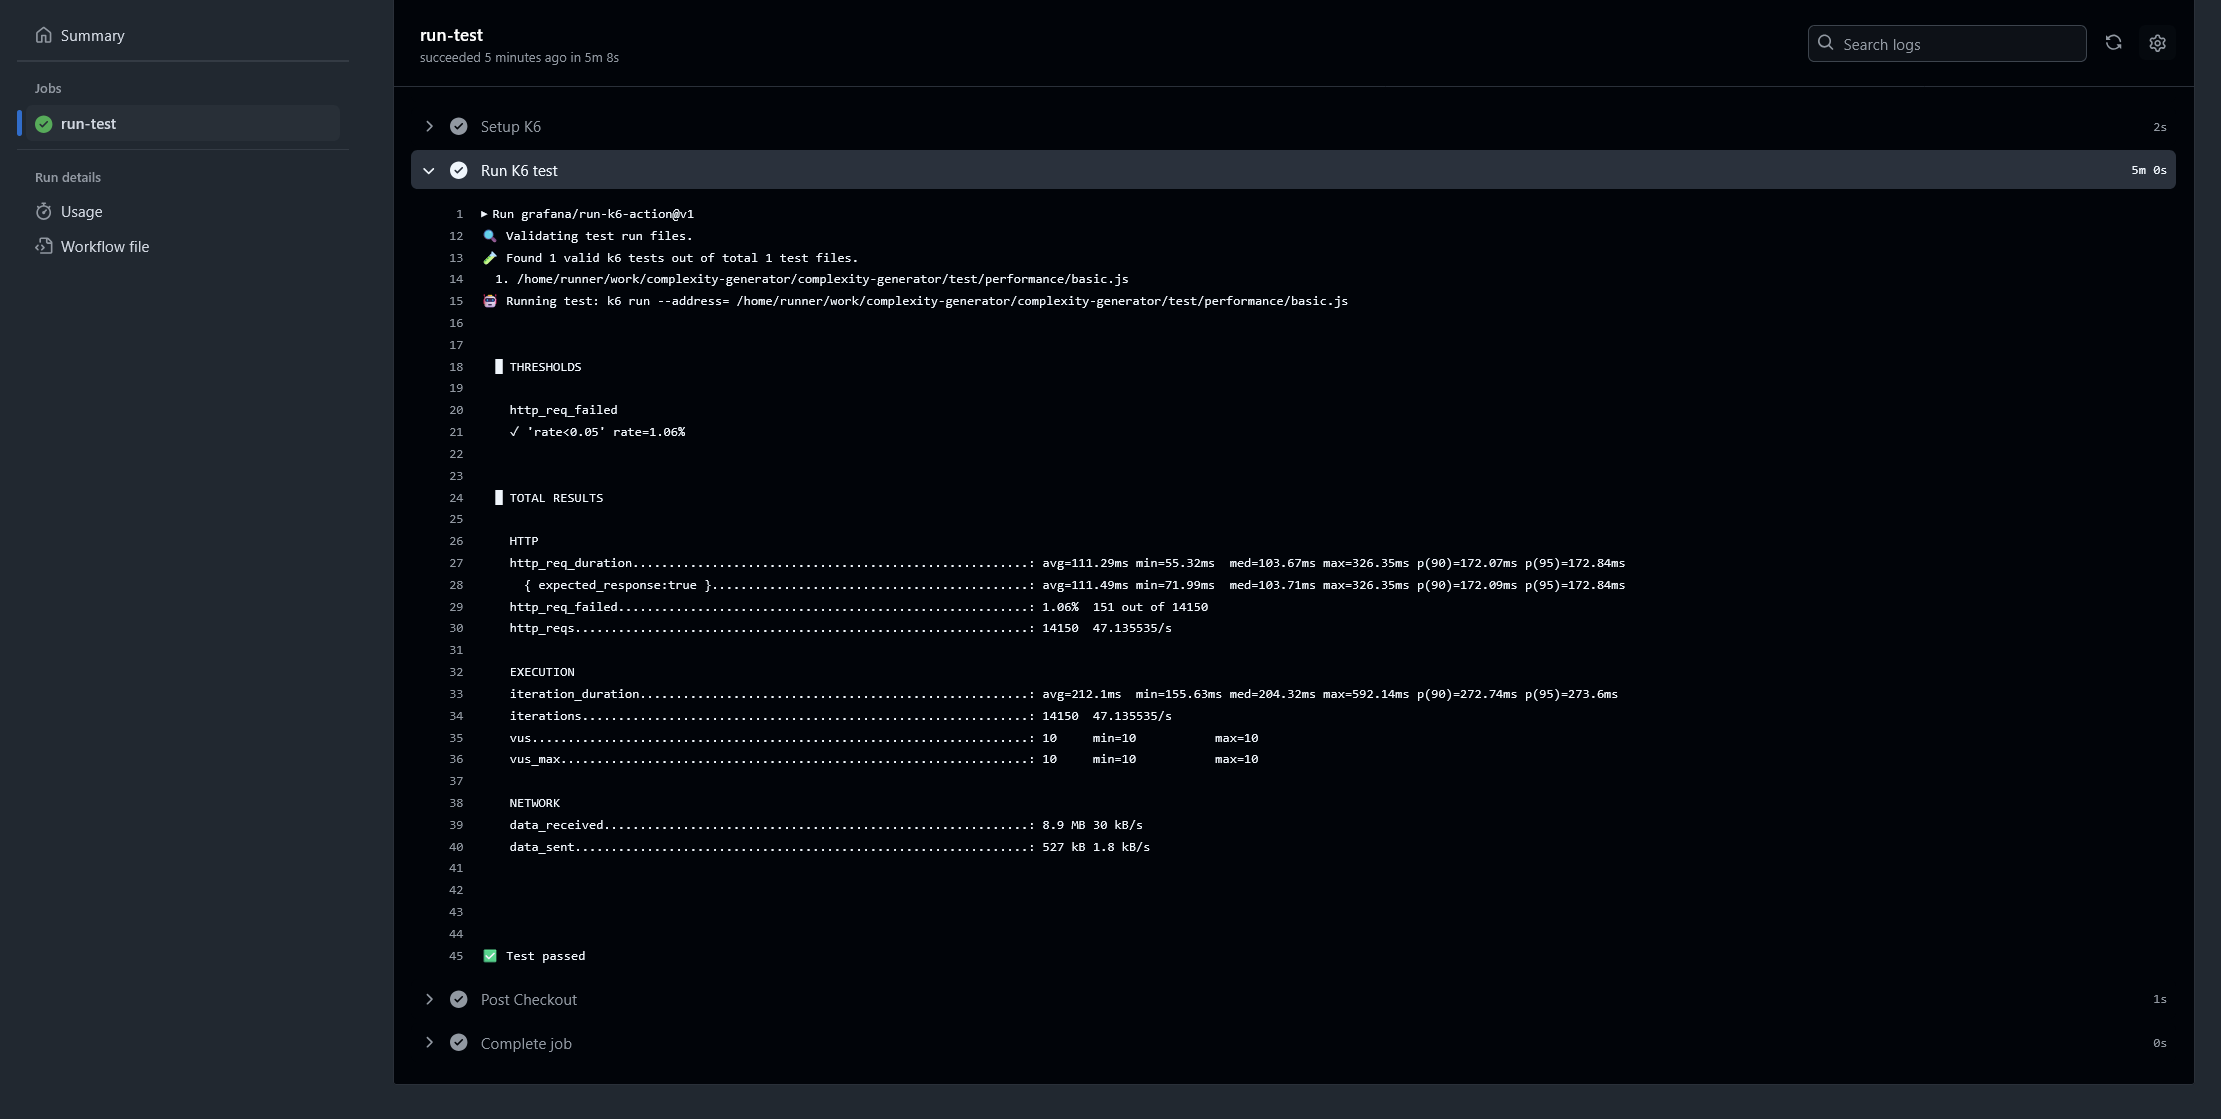 Summary
Jobs
run-test
Run details
Usage
Workflow file
run-test
succeeded 5 minutes ago in 5m 8s
Search logs
Setup K6 2s
Run K6 test 5m 0s
1 Run grafana/run-k6-action@v1
12 🔍 Validating test run files.
13 🧪 Found 1 valid k6 tests out of total 1 test files.
14 1. /home/runner/work/complexity-generator/complexity-generator/test/performance/basic.js
15 🤖 Running test: k6 run --address= /home/runner/work/complexity-generator/complexity-generator/test/performance/basic.js
16
17
18 █ THRESHOLDS
19
20 http_req_failed
21 ✓ 'rate<0.05' rate=1.06%
22
23
24 █ TOTAL RESULTS
25
26 HTTP
27 http_req_duration.......................................................: avg=111.29ms min=55.32ms  med=103.67ms max=326.35ms p(90)=172.07ms p(95)=172.84ms
28 { expected_response:true }............................................: avg=111.49ms min=71.99ms  med=103.71ms max=326.35ms p(90)=172.09ms p(95)=172.84ms
29 http_req_failed.........................................................: 1.06%  151 out of 14150
30 http_reqs...............................................................: 14150  47.135535/s
31
32 EXECUTION
33 iteration_duration......................................................: avg=212.1ms  min=155.63ms med=204.32ms max=592.14ms p(90)=272.74ms p(95)=273.6ms
34 iterations..............................................................: 14150  47.135535/s
35 vus.....................................................................: 10     min=10           max=10
36 vus_max.................................................................: 10     min=10           max=10
37
38 NETWORK
39 data_received...........................................................: 8.9 MB 30 kB/s
40 data_sent...............................................................: 527 kB 1.8 kB/s
41
42
43
44
45 ✅ Test passed
Post Checkout 1s
Complete job 0s